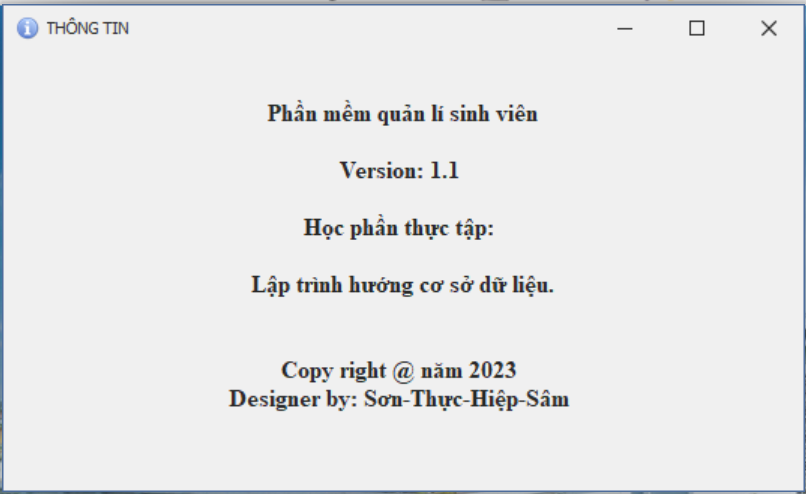 THÔNG TIN
Phần mềm quản lí sinh viên
Version: 1.1
Học phần thực tập:
Lập trình hướng cơ sở dữ liệu.
Copy right @ năm 2023
Designer by: Sơn-Thực-Hiệp-Sâm